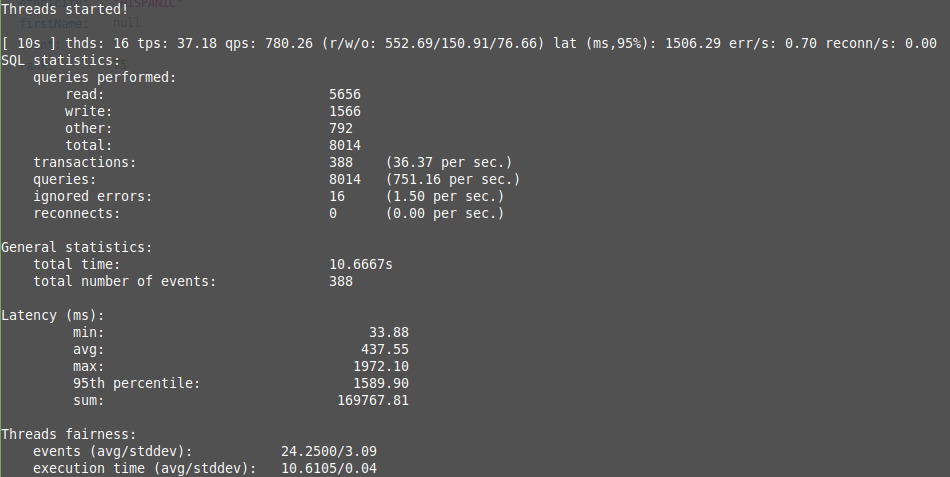 Threads started!
HISPANIC"
firstName: null
[ 10s ] thds: 16 tps: 37.18 qps: 780.26 (r/w/o: 552.69/150.91/76.66) lat (ms,95%): 1506.29 err/s: 0.70 reconn/s: 0.00
SQL statistics:
    queries performed:
        read:                            5656
        write:                           1566
        other:                           792
        total:                           8014
    transactions:                        388    (36.37 per sec.)
    queries:                             8014   (751.16 per sec.)
    ignored errors:                      16     (1.50 per sec.)
    reconnects:                          0      (0.00 per sec.)

General statistics:
    total time:                          10.6667s
    total number of events:              388

Latency (ms):
         min:                                 33.88
         avg:                                437.55
         max:                               1972.10
         95th percentile:                   1589.90
         sum:                             169767.81

Threads fairness:
    events (avg/stddev):           24.2500/3.09
    execution time (avg/stddev):   10.6105/0.04